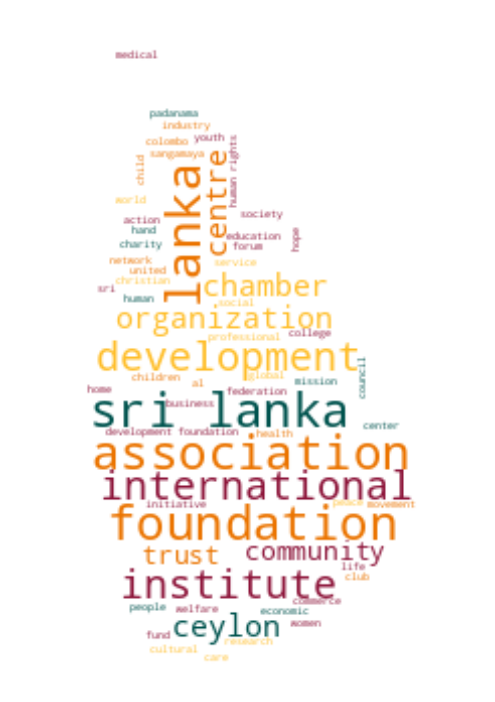 medical
padanama
industry
colombo youth
sangamaya
child
human rights
centre
lanka
world
action
society
hand
education
charity
forum
hope
network
service
united
christian
chamber
sri
human
social
organization
professional college
development
children al global
mission
council
home
federation
business
sri lanka
center
development foundation health
association
international
initiative
peace movement
foundation
community
trust
life
club
institute
commerce
people welfare economic
ceylon women
fund
research
cultural
care